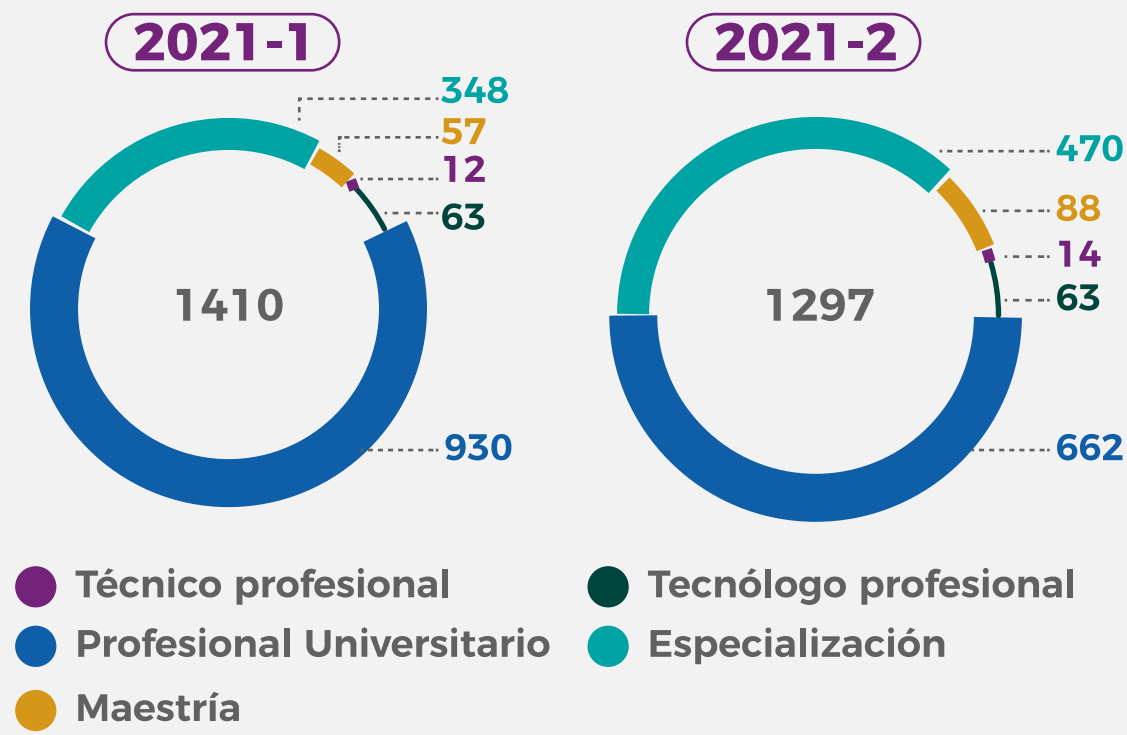 2021-1
348
57
12
63
1410
930
2021-2
470
88
14
63
1297
662
Técnico profesional
Tecnólogo profesional
Profesional Universitario
Especialización
Maestría